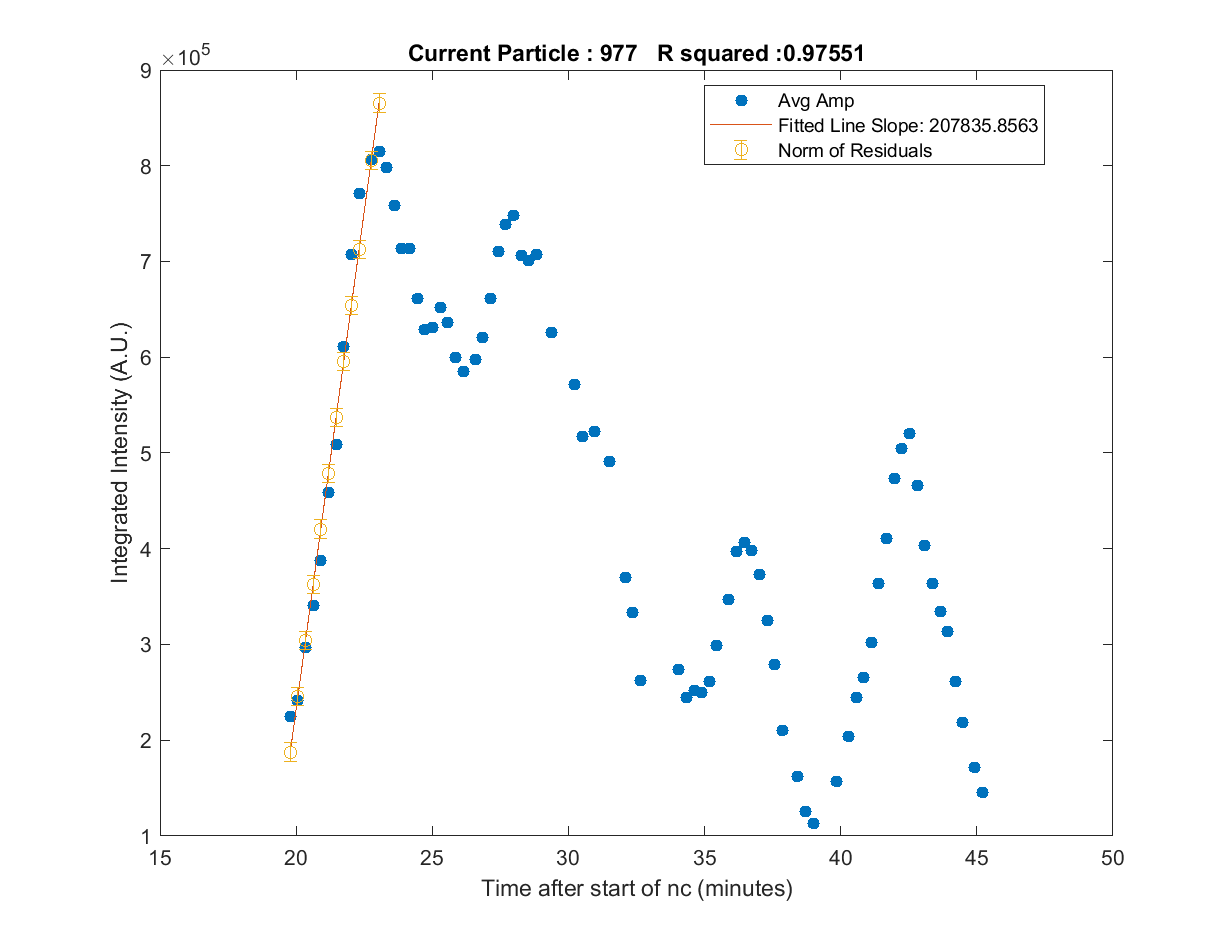 Current Particle : 977   R squared :0.97551
×10⁵
Avg Amp
Fitted Line Slope: 207835.8563
Norm of Residuals
9
8
7
6
5
4
3
2
1
Integrated Intensity (A.U.)
15 20 25 30 35 40 45 50
Time after start of nc (minutes)